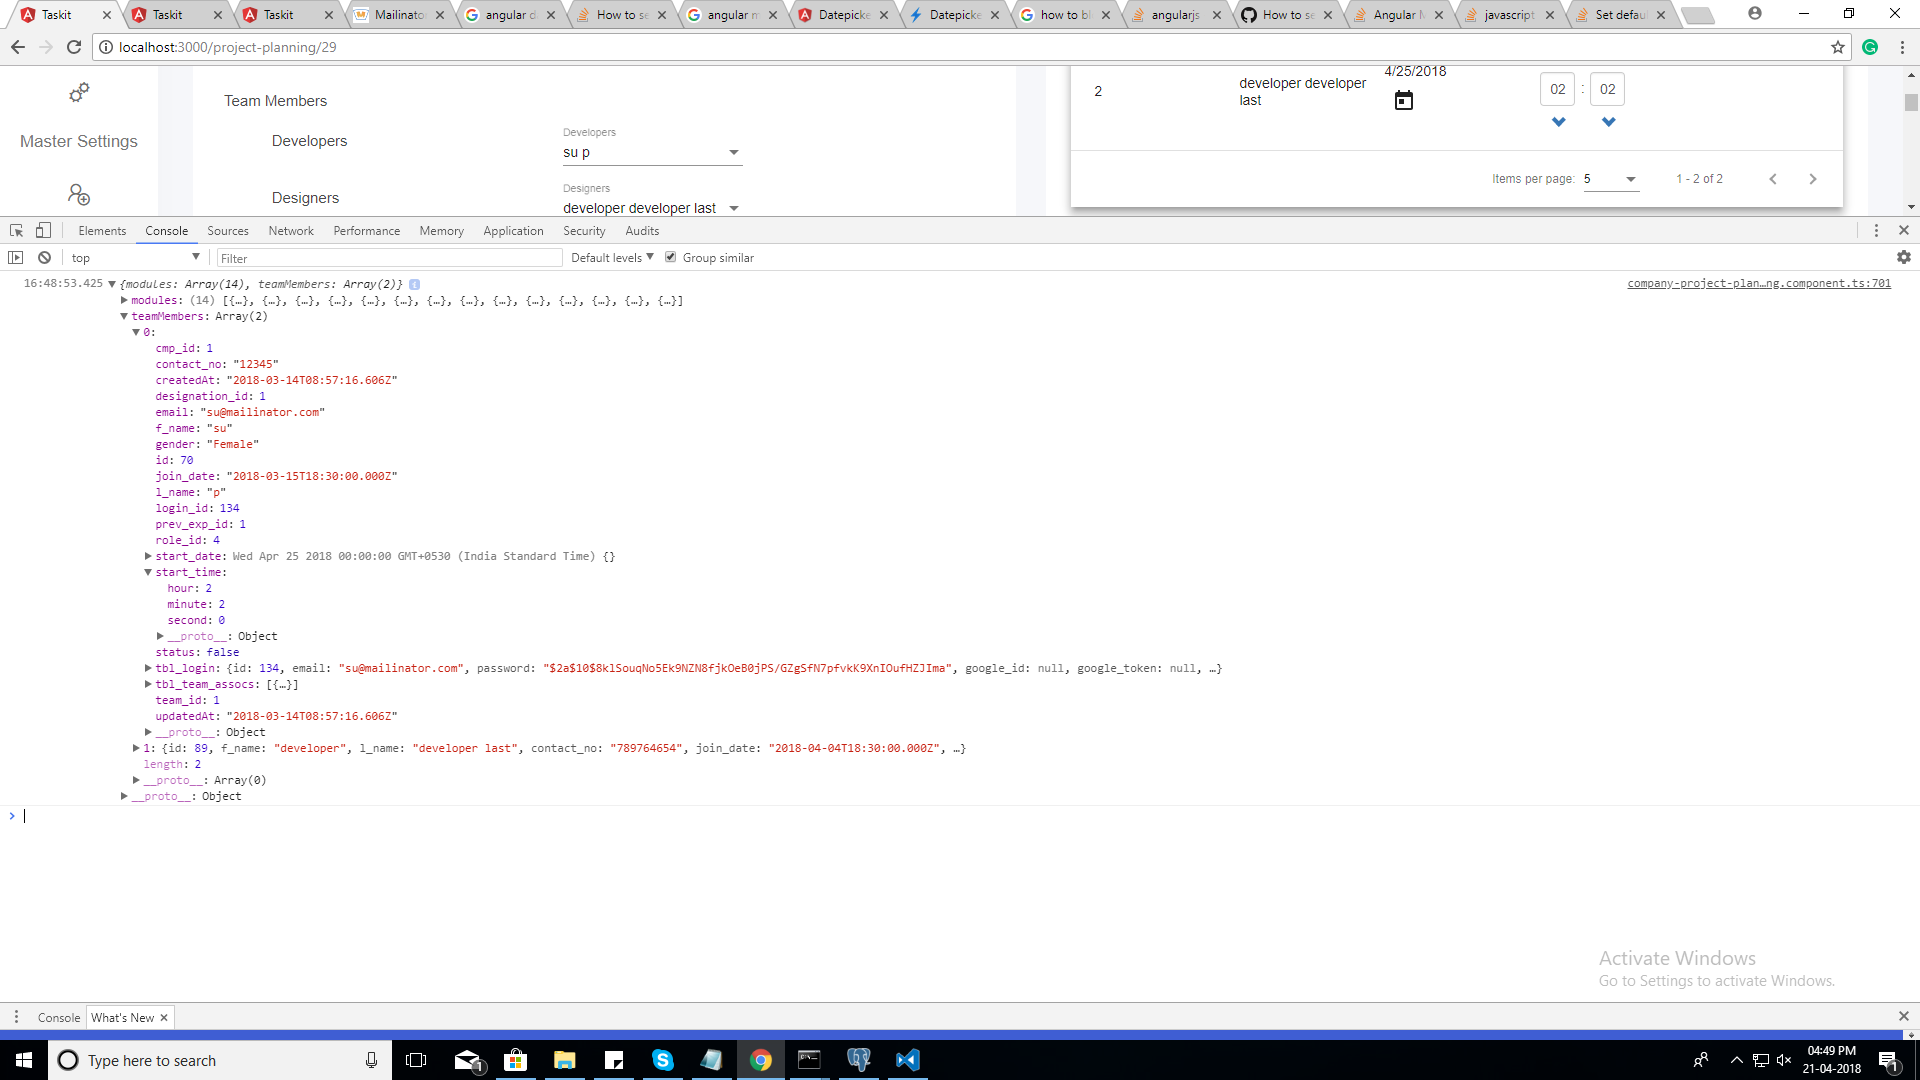 Taskit
Taskit
Taskit
Mailinato
angular d
How to se
angular m
Datepicke
Datepicke
how to bl
angularjs
How to se
Angular M
javascript
Set defau
localhost:3000/project-planning/29
Master Settings
Team Members
Developers
Developers
su p
Designers
Designers
developer developer last
2
developer developer
last
4/25/2018
02 : 02
Items per page: 5
1 - 2 of 2
Elements Console Sources Network Performance Memory Application Security Audits
top
Filter
Default levels
Group similar
16:48:53.425 {modules: Array(14), teamMembers: Array(2)}
company-project-plan…ng.component.ts:701
modules: (14) [{…}, {…}, {…}, {…}, {…}, {…}, {…}, {…}, {…}, {…}, {…}, {…}, {…}, {…}]
teamMembers: Array(2)
0:
cmp_id: 1
contact_no: "12345"
createdAt: "2018-03-14T08:57:16.606Z"
designation_id: 1
email: "su@mailinator.com"
f_name: "su"
gender: "Female"
id: 70
join_date: "2018-03-15T18:30:00.000Z"
l_name: "p"
login_id: 134
prev_exp_id: 1
role_id: 4
start_date: Wed Apr 25 2018 00:00:00 GMT+0530 (India Standard Time) {}
start_time:
hour: 2
minute: 2
second: 0
__proto__: Object
status: false
tbl_login: {id: 134, email: "su@mailinator.com", password: "$2a$10$8klSouqNo5Ek9NZN8fjkOeB0jPS/GZgSfN7pfvkK9XnIOufHZJIma", google_id: null, google_token: null, …}
tbl_team_assocs: [{…}]
team_id: 1
updatedAt: "2018-03-14T08:57:16.606Z"
__proto__: Object
1: {id: 89, f_name: "developer", l_name: "developer last", contact_no: "789764654", join_date: "2018-04-04T18:30:00.000Z", …}
length: 2
__proto__: Array(0)
__proto__: Object
Activate Windows
Go to Settings to activate Windows.
Console
What's New
Type here to search
1
04:49 PM
21-04-2018
1